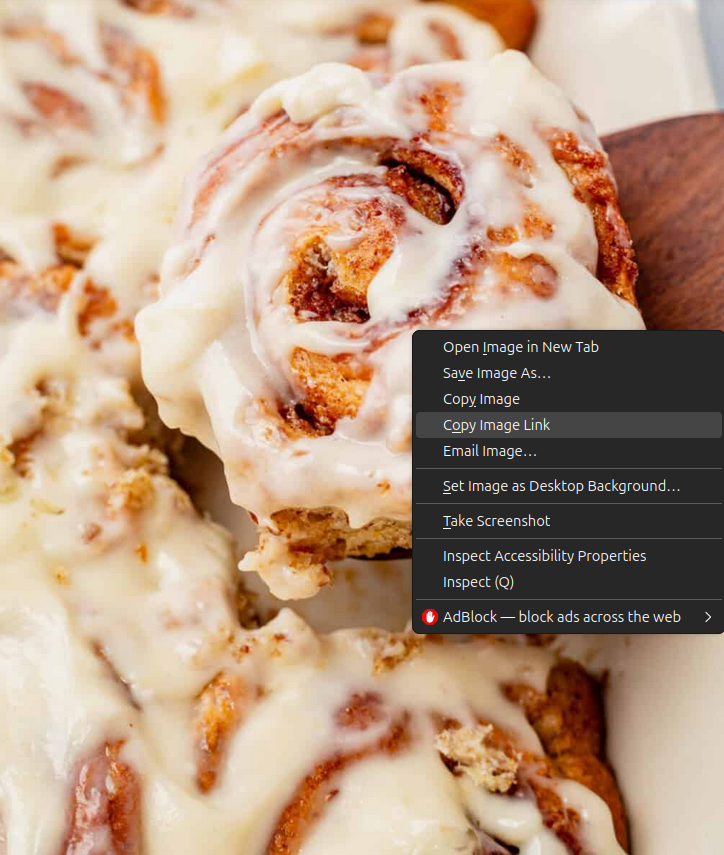 Open Image in New Tab
Save Image As…
Copy Image
Copy Image Link
Email Image…
Set Image as Desktop Background…
Take Screenshot
Inspect Accessibility Properties
Inspect (Q)
AdBlock — block ads across the web